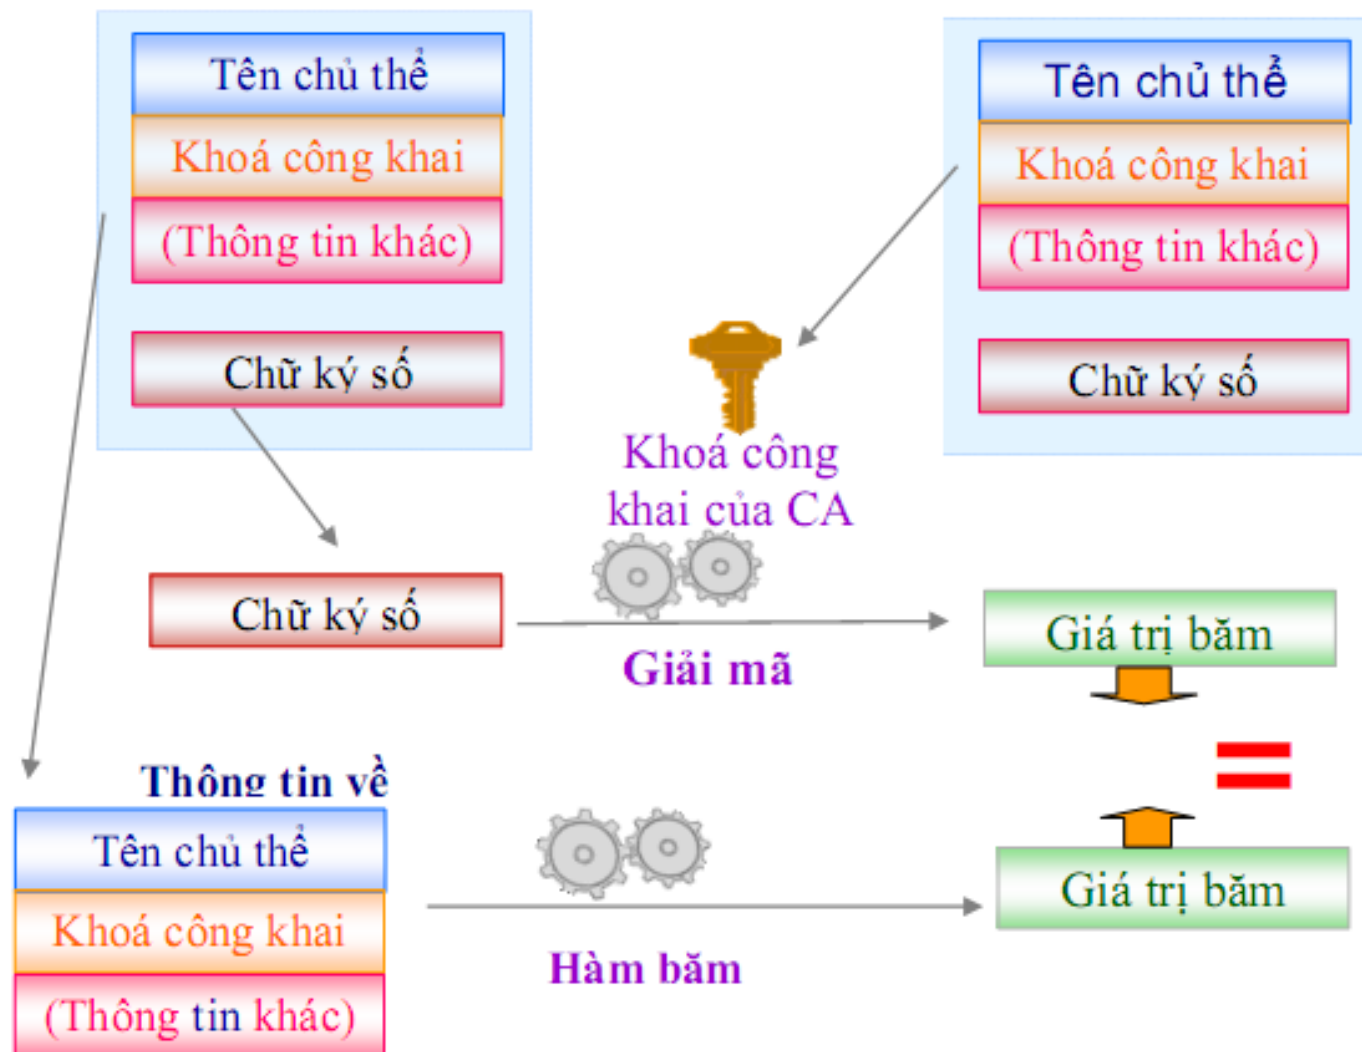 Tên chủ thể
Khoá công khai
(Thông tin khác)
Chữ ký số
Tên chủ thể
Khoá công khai
(Thông tin khác)
Chữ ký số
Khoá công
khai của CA
Chữ ký số
Giải mã
Giá trị băm
Thông tin về
Tên chủ thể
Khoá công khai
(Thông tin khác)
Hàm băm
=
Giá trị băm